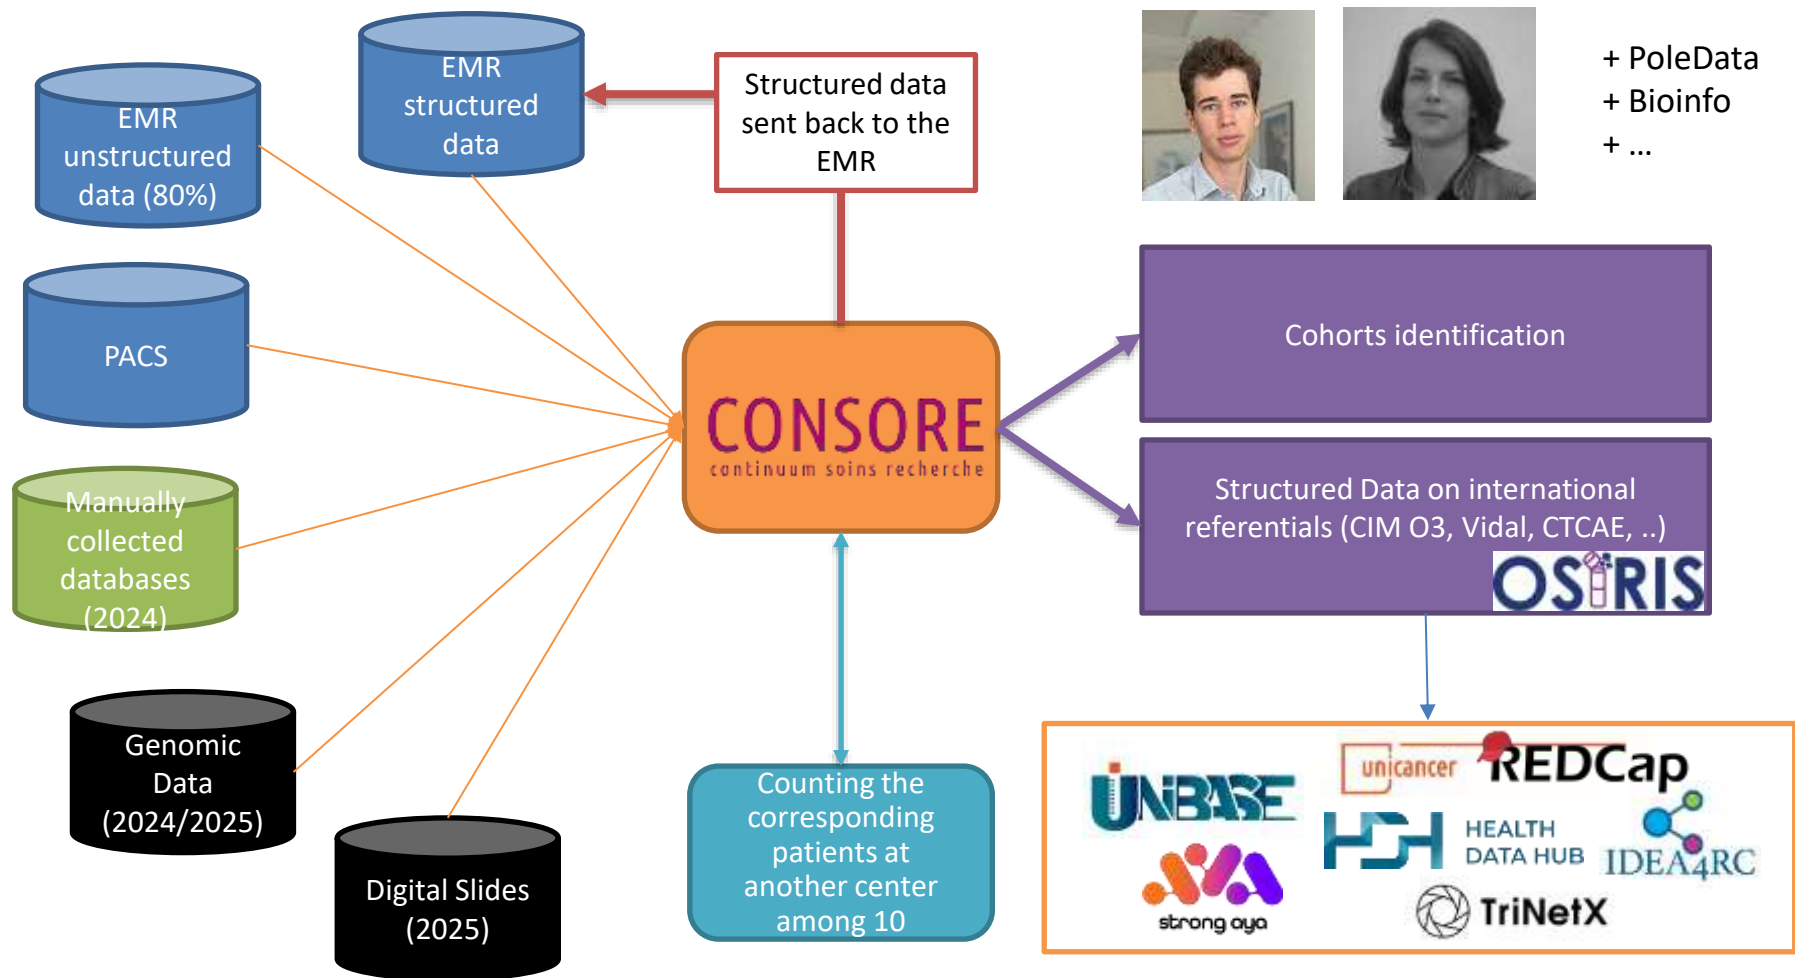 EMR
unstructured
data (80%)
EMR
structured
data
Structured data
sent back to the
EMR
+ PoleData
+ Bioinfo
+ ...
PACS
Manually
collected
databases
(2024)
Genomic
Data
(2024/2025)
Digital Slides
(2025)
CONSORE
continuum soins recherche
Counting the
corresponding
patients at
another center
among 10
Cohorts identification
Structured Data on international
referentials (CIM O3, Vidal, CTCAE, ..)
OSIRIS
UNiBASE
unicancer
REDCap
HEALTH
DATA HUB
IDEA4RC
strong aya
TriNetX